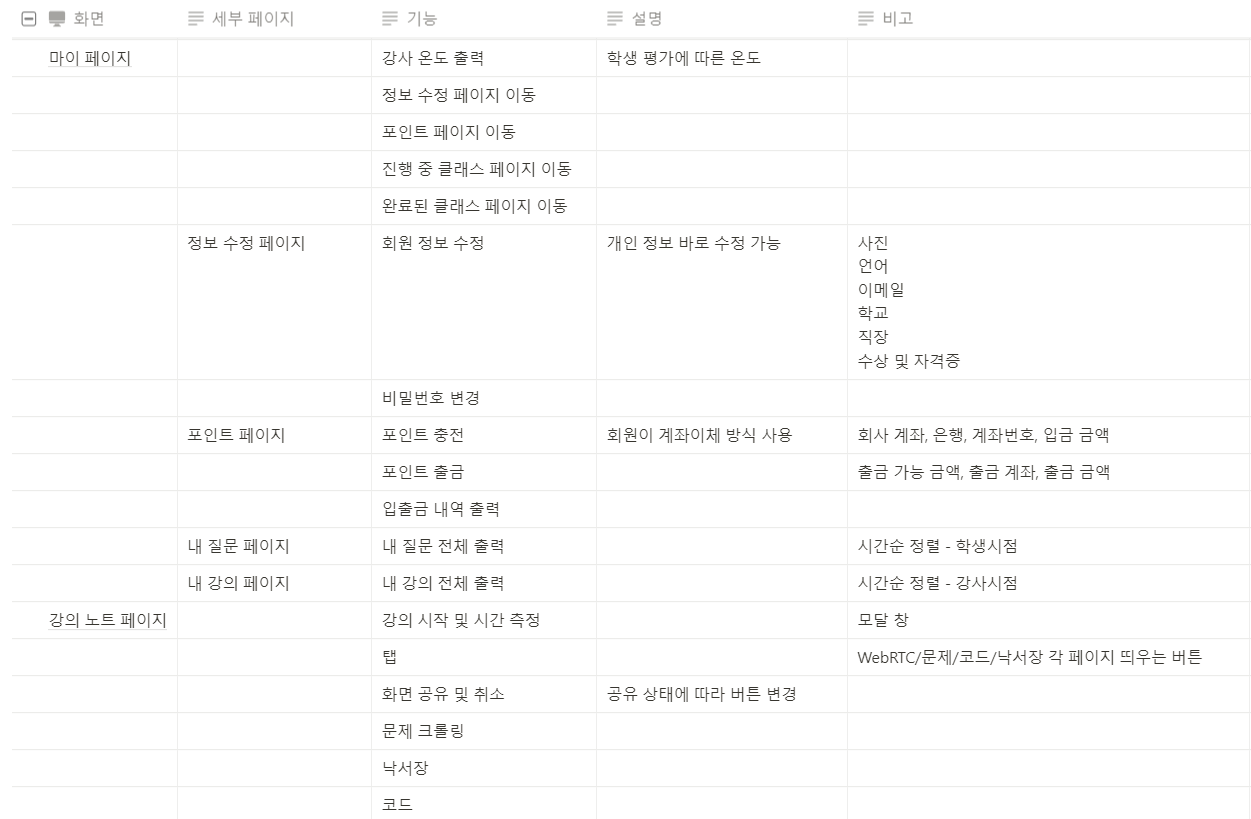 화면 세부 페이지 기능 설명 비고
마이 페이지 강사 온도 출력 학생 평가에 따른 온도
정보 수정 페이지 이동
포인트 페이지 이동
진행 중 클래스 페이지 이동
완료된 클래스 페이지 이동
정보 수정 페이지 회원 정보 수정 개인 정보 바로 수정 가능 사진
언어
이메일
학교
직장
수상 및 자격증
비밀번호 변경
포인트 페이지 포인트 충전 회원이 계좌이체 방식 사용 회사 계좌, 은행, 계좌번호, 입금 금액
포인트 출금 출금 가능 금액, 출금 계좌, 출금 금액
입출금 내역 출력
내 질문 페이지 내 질문 전체 출력 시간순 정렬 - 학생시점
내 강의 페이지 내 강의 전체 출력 시간순 정렬 - 강사시점
강의 노트 페이지 강의 시작 및 시간 측정 모달 창
탭 WebRTC/문제/코드/낙서장 각 페이지 띄우는 버튼
화면 공유 및 취소 공유 상태에 따라 버튼 변경
문제 크롤링
낙서장
코드